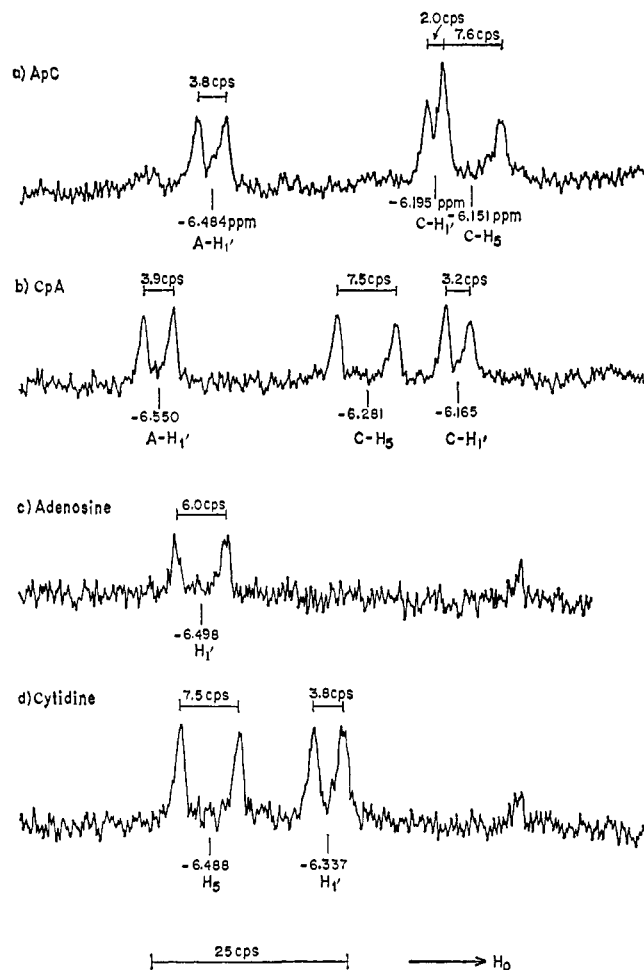 2.0cps
7.6cps
a) ApC
3.8cps
-6.484ppm
A-H1'
-6.195 ppm
C-H1'
-6.151 ppm
C-H5
b) CpA
3.9cps
7.5cps
3.2cps
-6.550
A-H1'
-6.281
C-H5
-6.165
C-H1'
c) Adenosine
6.0cps
-6.498
H1'
d) Cytidine
7.5cps
3.8cps
-6.488
H5
-6.337
H1'
25cps
H0